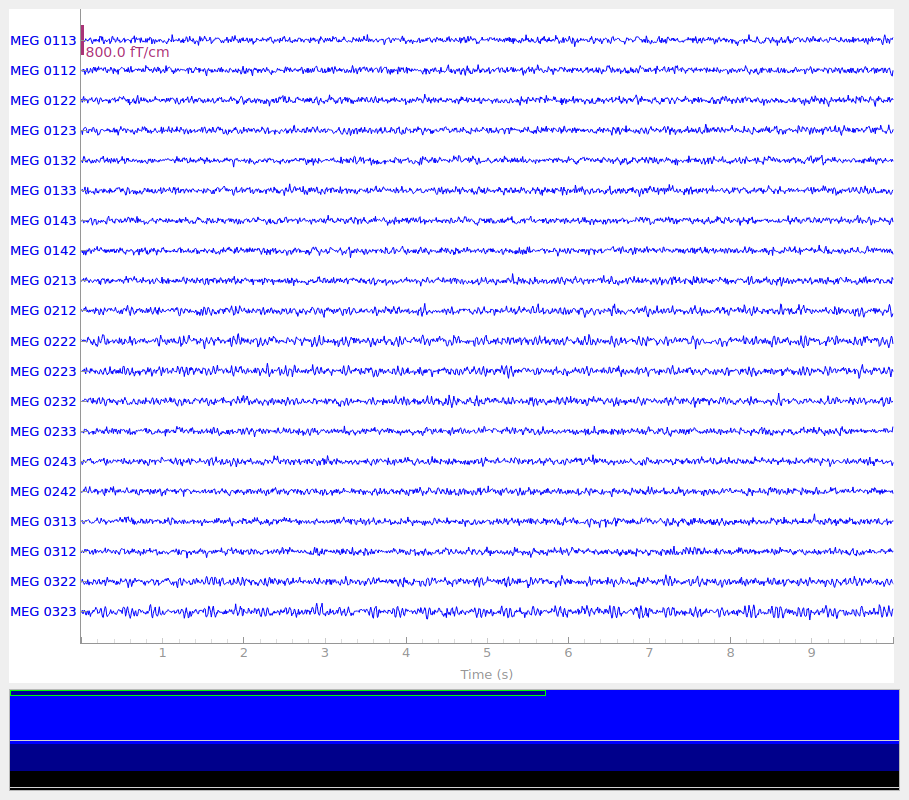 MEG 0113
800.0 fT/cm
MEG 0112
MEG 0122
MEG 0123
MEG 0132
MEG 0133
MEG 0143
MEG 0142
MEG 0213
MEG 0212
MEG 0222
MEG 0223
MEG 0232
MEG 0233
MEG 0243
MEG 0242
MEG 0313
MEG 0312
MEG 0322
MEG 0323
1 2 3 4 5 6 7 8 9
Time (s)